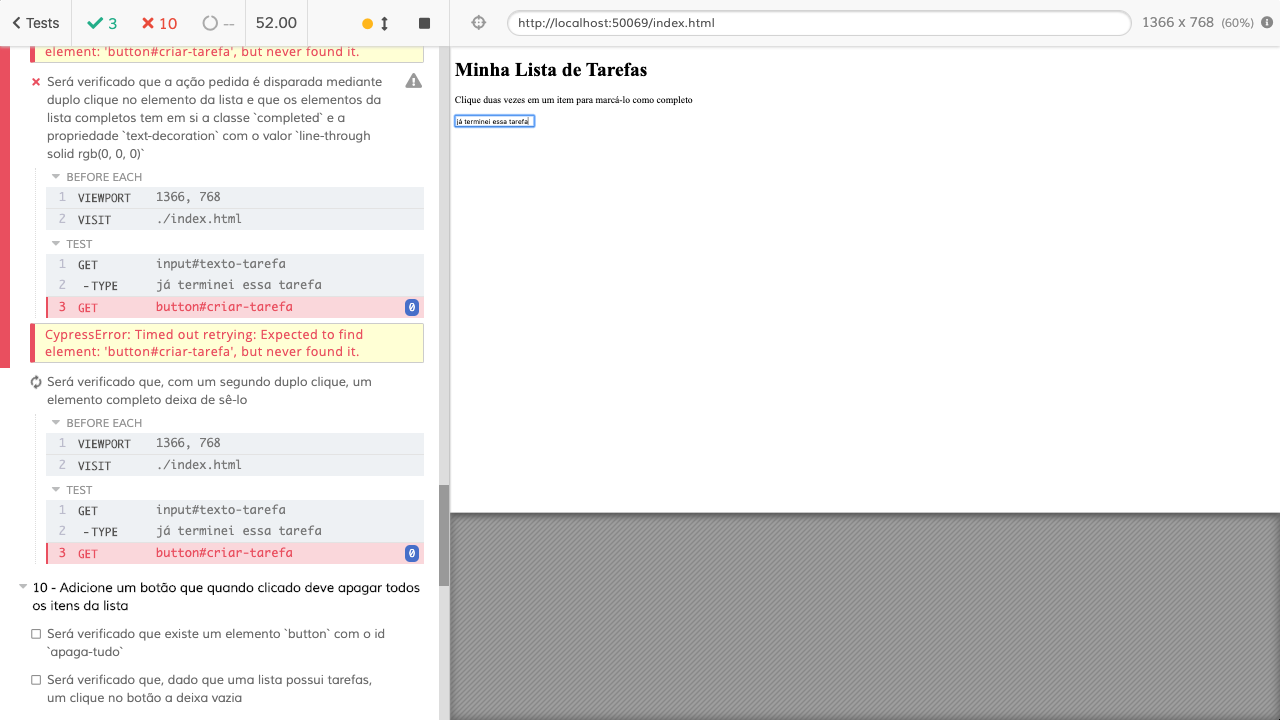 Tests 3 10 -- 52.00 http://localhost:50069/index.html 1366 x 768 (60%)
element: 'button#criar-tarefa', but never found it.
Será verificado que a ação pedida é disparada mediante
duplo clique no elemento da lista e que os elementos da
lista completos tem em si a classe `completed` e a
propriedade `text-decoration` com o valor `line-through
solid rgb(0, 0, 0)`
BEFORE EACH
1 VIEWPORT 1366, 768
2 VISIT ./index.html
TEST
1 GET input#texto-tarefa
2 -TYPE já terminei essa tarefa
3 GET button#criar-tarefa 0
CypressError: Timed out retrying: Expected to find
element: 'button#criar-tarefa', but never found it.
Será verificado que, com um segundo duplo clique, um
elemento completo deixa de sê-lo
BEFORE EACH
1 VIEWPORT 1366, 768
2 VISIT ./index.html
TEST
1 GET input#texto-tarefa
2 -TYPE já terminei essa tarefa
3 GET button#criar-tarefa 0
10 - Adicione um botão que quando clicado deve apagar todos
os itens da lista
Será verificado que existe um elemento `button` com o id
`apaga-tudo`
Será verificado que, dado que uma lista possui tarefas,
um clique no botão a deixa vazia
Minha Lista de Tarefas
Clique duas vezes em um item para marcá-lo como completo
já terminei essa tarefa